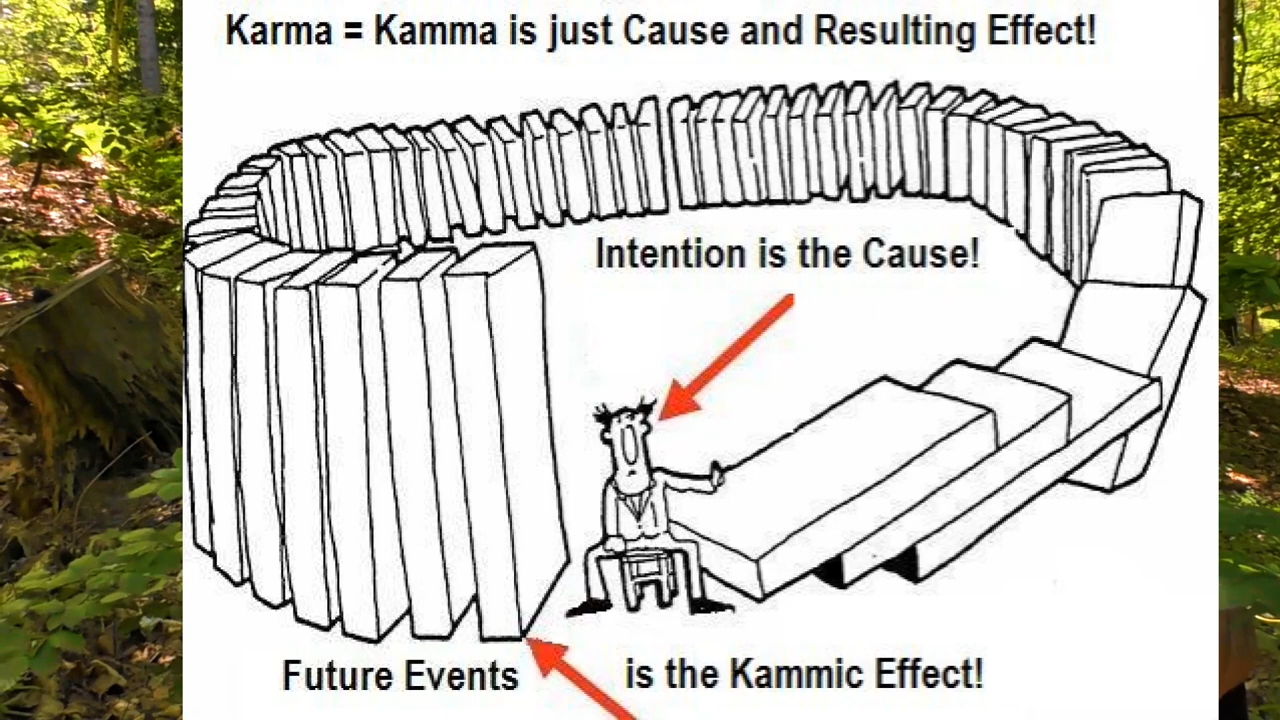 Karma = Kamma is just Cause and Resulting Effect!
Intention is the Cause!
Future Events is the Kammic Effect!